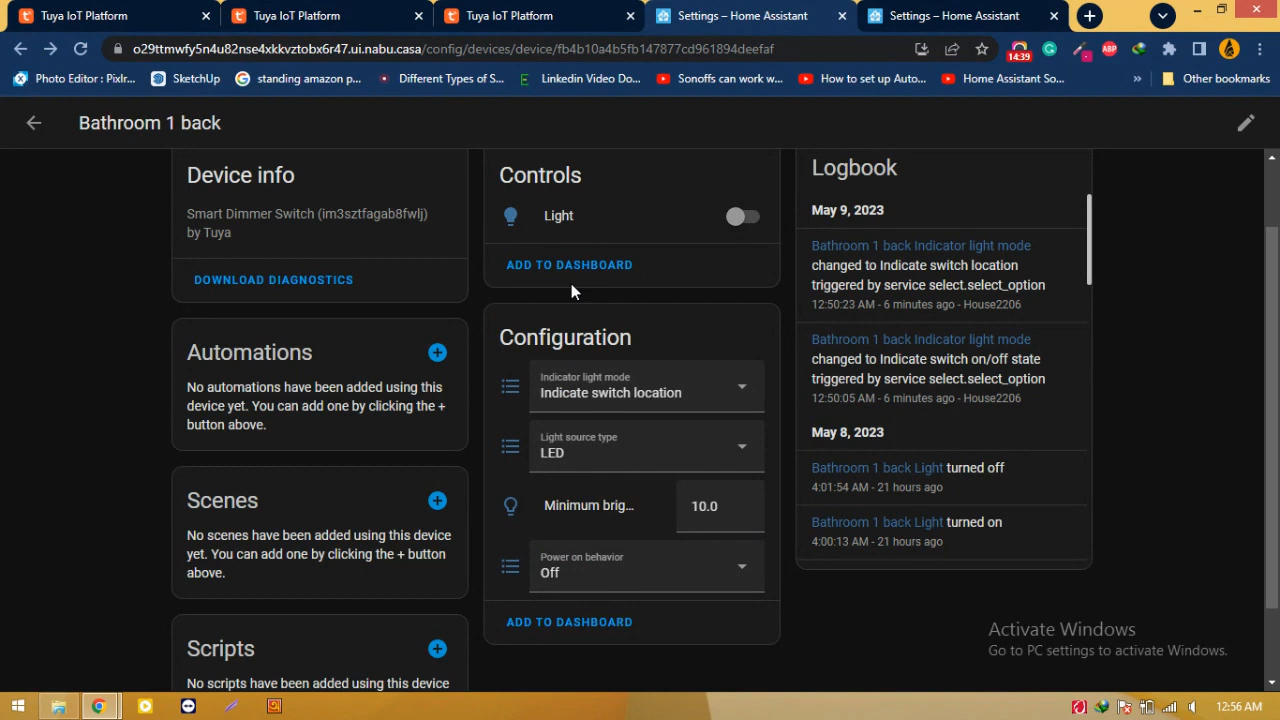 Tuya IoT Platform
Tuya IoT Platform
Tuya IoT Platform
Settings – Home Assistant
Settings – Home Assistant
o29ttmwfy5n4u82nse4xkkvztobx6r47.ui.nabu.casa/config/devices/device/fb4b10a4b5fb147877cd961894deefaf
14:39
ABP
Photo Editor : Pixlr...
SketchUp
standing amazon p...
Different Types of S...
Linkedin Video Do...
Sonoffs can work w...
How to set up Auto...
Home Assistant So...
»
Other bookmarks
Bathroom 1 back
Device info
Smart Dimmer Switch (im3sztfagab8fwlj)
by Tuya
DOWNLOAD DIAGNOSTICS
Automations
No automations have been added using this
device yet. You can add one by clicking the +
button above.
Scenes
No scenes have been added using this device
yet. You can add one by clicking the + button
above.
Scripts
No scripts have been added using this device
Controls
Light
ADD TO DASHBOARD
Configuration
Indicator light mode
Indicate switch location
Light source type
LED
Minimum brig...
10.0
Power on behavior
Off
ADD TO DASHBOARD
Logbook
May 9, 2023
Bathroom 1 back Indicator light mode
changed to Indicate switch location
triggered by service select.select_option
12:50:23 AM - 6 minutes ago - House2206
Bathroom 1 back Indicator light mode
changed to Indicate switch on/off state
triggered by service select.select_option
12:50:05 AM - 6 minutes ago - House2206
May 8, 2023
Bathroom 1 back Light turned off
4:01:54 AM - 21 hours ago
Bathroom 1 back Light turned on
4:00:13 AM - 21 hours ago
Activate Windows
Go to PC settings to activate Windows.
12:56 AM